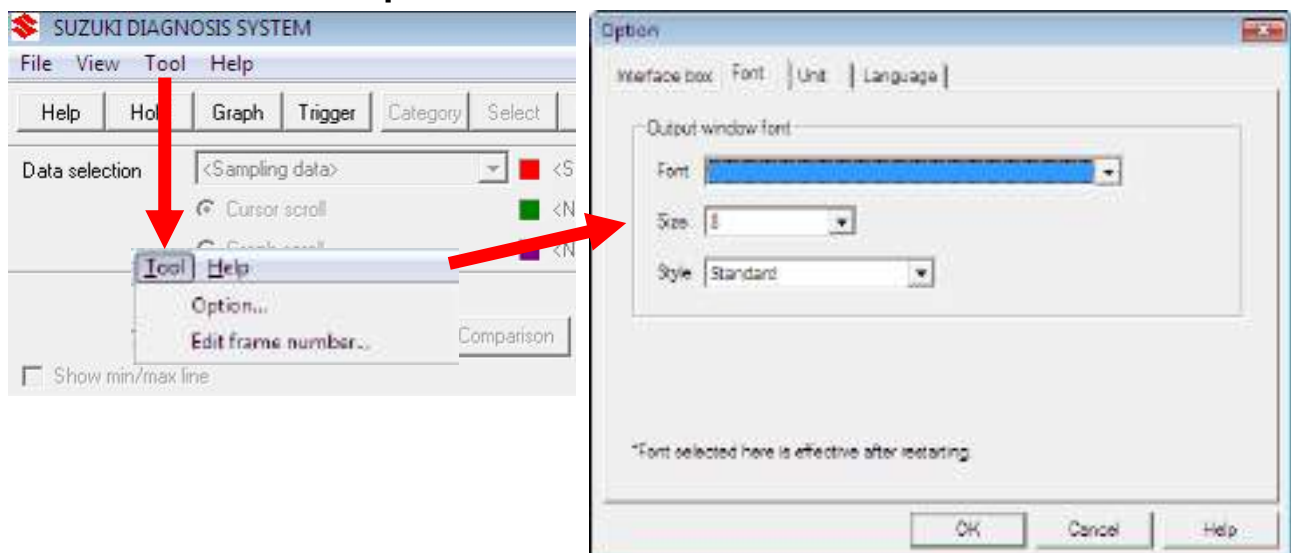 SUZUKI DIAGNOSIS SYSTEM
File View Tool Help
Help Hol Graph Trigger Category Select
Data selection <Sampling data> <S
Cursor scroll <N
<N
Tool Help
Option...
Edit frame number...
Comparison
Show min/max line
Option
Interface box Font Unit Language
Output window font
Font
Size
Style Standard
*Font selected here is effective after restarting.
OK Cancel Help